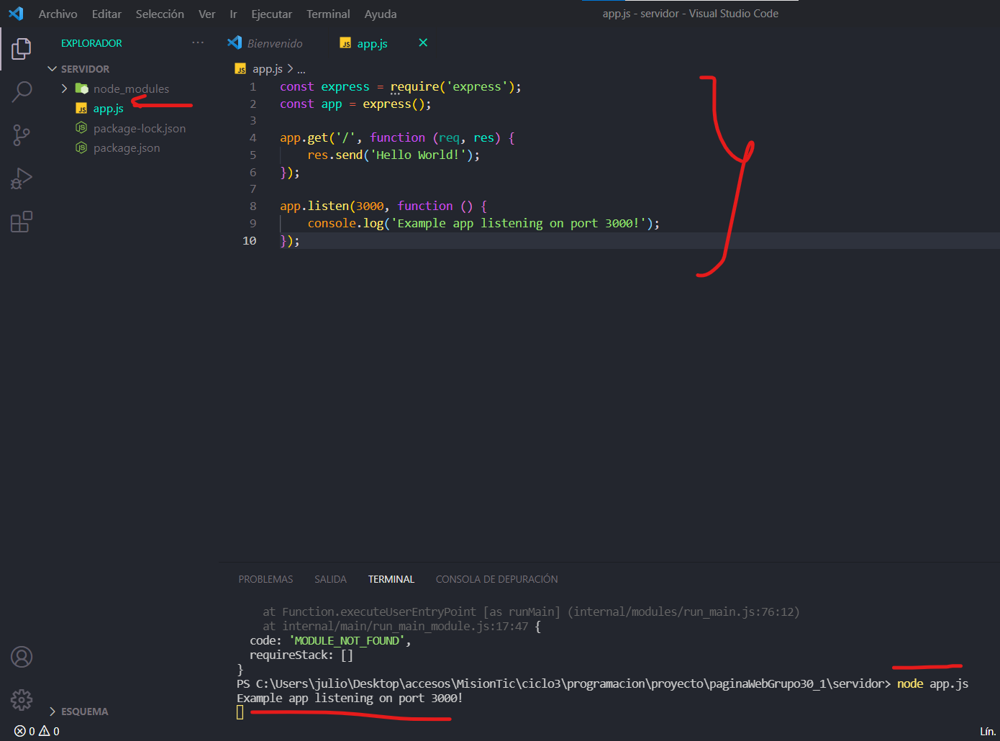 Archivo Editar Selección Ver Ir Ejecutar Terminal Ayuda app.js - servidor - Visual Studio Code
EXPLORADOR ...
SERVIDOR
node_modules
app.js
package-lock.json
package.json
ESQUEMA
Bienvenido app.js
app.js > ...
1 const express = require('express');
2 const app = express();
3
4 app.get('/', function (req, res) {
5 res.send('Hello World!');
6 });
7
8 app.listen(3000, function () {
9 console.log('Example app listening on port 3000!');
10 });
PROBLEMAS SALIDA TERMINAL CONSOLA DE DEPURACIÓN
at Function.executeUserEntryPoint [as runMain] (internal/modules/run_main.js:76:12)
at internal/main/run_main_module.js:17:47 {
code: 'MODULE_NOT_FOUND',
requireStack: []
}
PS C:\Users\julio\Desktop\accesos\MisionTic\ciclo3\programacion\proyecto\paginaWebGrupo30_1\servidor> node app.js
Example app listening on port 3000!
0 0 Lín.